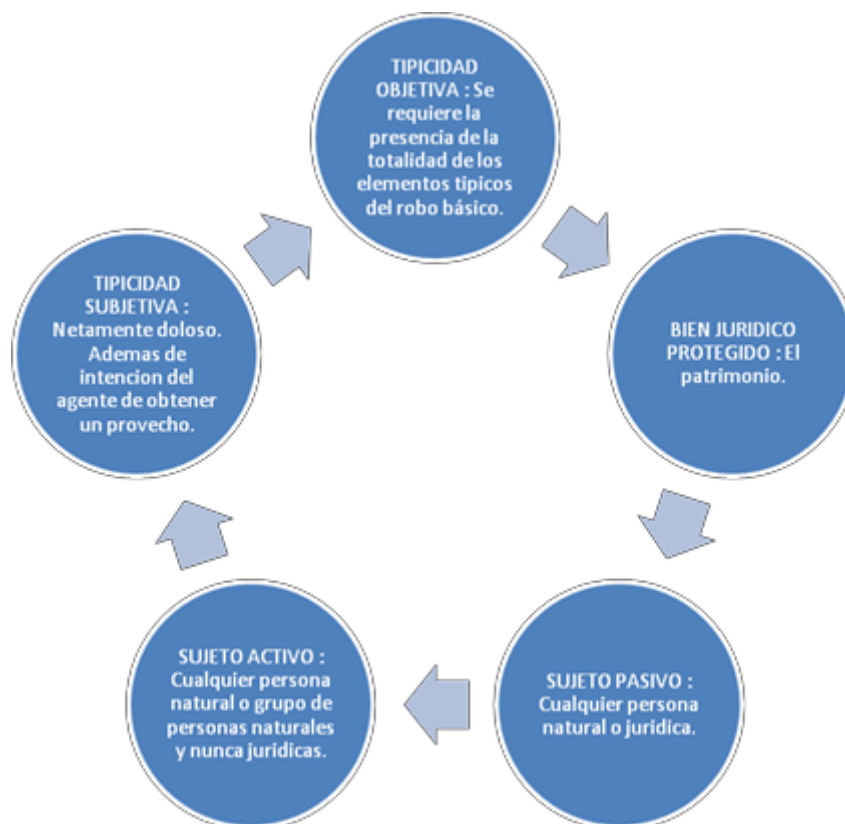 TIPICIDAD
OBJETIVA : Se
requiere la
presencia de la
totalidad de los
elementos tipicos
del robo básico.
BIEN JURIDICO
PROTEGIDO : El
patrimonio.
SUJETO PASIVO :
Cualquier persona
natural o juridica.
SUJETO ACTIVO :
Cualquier persona
natural o grupo de
personas naturales
y nunca juridicas.
TIPICIDAD
SUBJETIVA :
Netamente doloso.
Ademas de
intencion del
agente de obtener
un provecho.